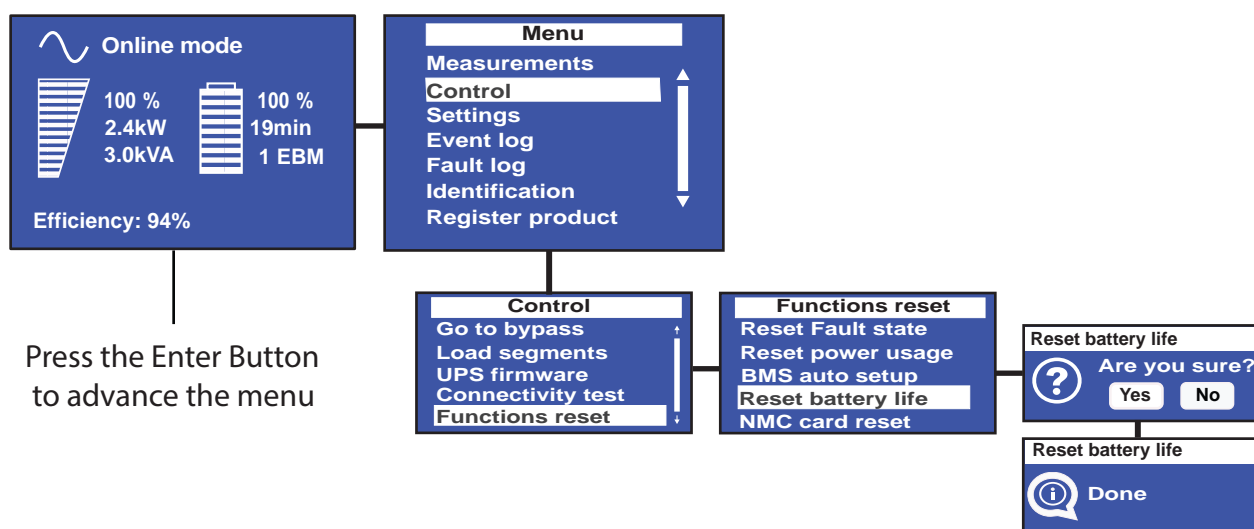 Online mode
100 %
2.4kW
3.0kVA
100 %
19min
1 EBM
Efficiency: 94%
Press the Enter Button
to advance the menu
Menu
Measurements
Control
Settings
Event log
Fault log
Identification
Register product
Control
Go to bypass
Load segments
UPS firmware
Connectivity test
Functions reset
Functions reset
Reset Fault state
Reset power usage
BMS auto setup
Reset battery life
NMC card reset
Reset battery life
? Are you sure?
Yes No
Reset battery life
i Done